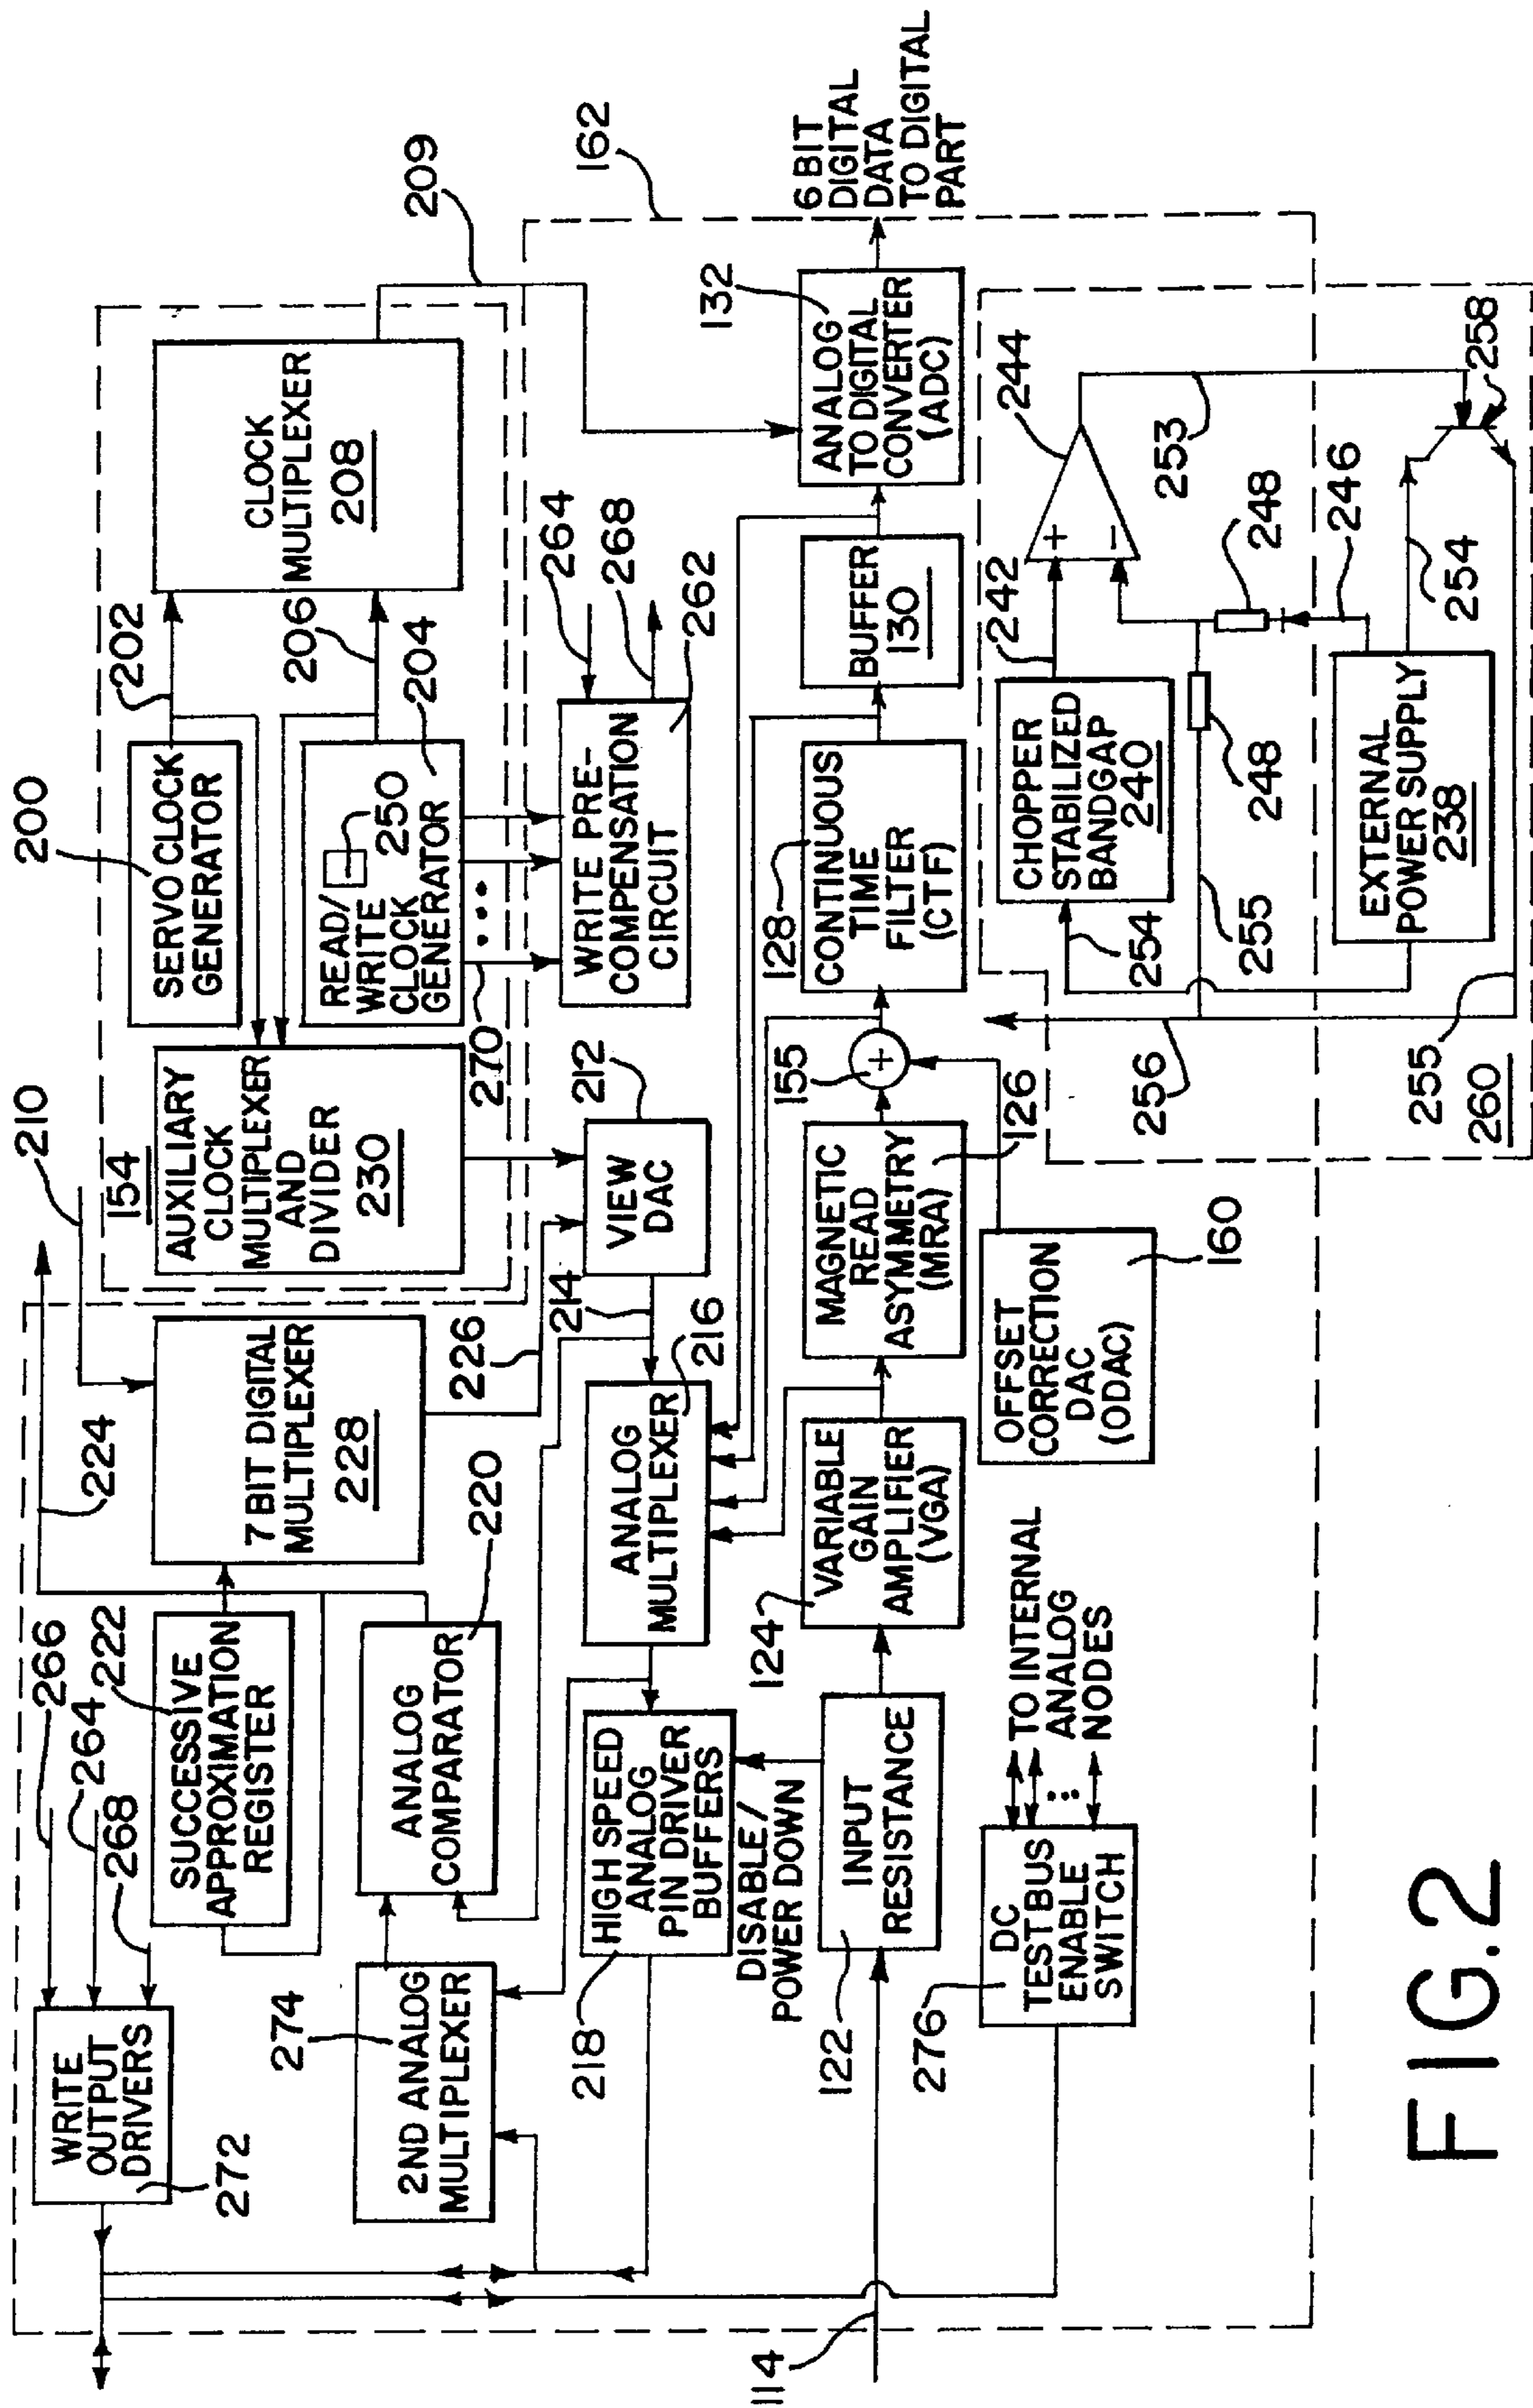 200
SERVO CLOCK
GENERATOR
202
CLOCK
MULTIPLEXER
208
209
206
READ/
WRITE
CLOCK
GENERATOR
250
204
154
AUXILIARY
CLOCK
MULTIPLEXER
AND
DIVIDER
230
210
270
WRITE PRE-
COMPENSATION
CIRCUIT
264
268
262
162
224
7 BIT DIGITAL
MULTIPLEXER
228
226
266
264
268
222
SUCCESSIVE
APPROXIMATION
REGISTER
WRITE
OUTPUT
DRIVERS
272
ANALOG
COMPARATOR
220
274
2ND ANALOG
MULTIPLEXER
VIEW
DAC
212
214
ANALOG
MULTIPLEXER
216
HIGH SPEED
ANALOG
PIN DRIVER
BUFFERS
218
DISABLE/
POWER DOWN
114
122
INPUT
RESISTANCE
124
VARIABLE
GAIN
AMPLIFIER
(VGA)
MAGNETIC
READ
ASYMMETRY
(MRA)
126
155
+
128
CONTINUOUS
TIME
FILTER
(CTF)
BUFFER
130
132
ANALOG
TO DIGITAL
CONVERTER
(ADC)
6 BIT
DIGITAL
DATA
TO DIGITAL
PART
276
DC
TEST BUS
ENABLE
SWITCH
TO INTERNAL
ANALOG
NODES
OFFSET
CORRECTION
DAC
(ODAC)
160
CHOPPER
STABILIZED
BANDGAP
240
242
+
–
244
253
248
248
246
254
254
255
256
EXTERNAL
POWER SUPPLY
238
258
255
260
FIG.2